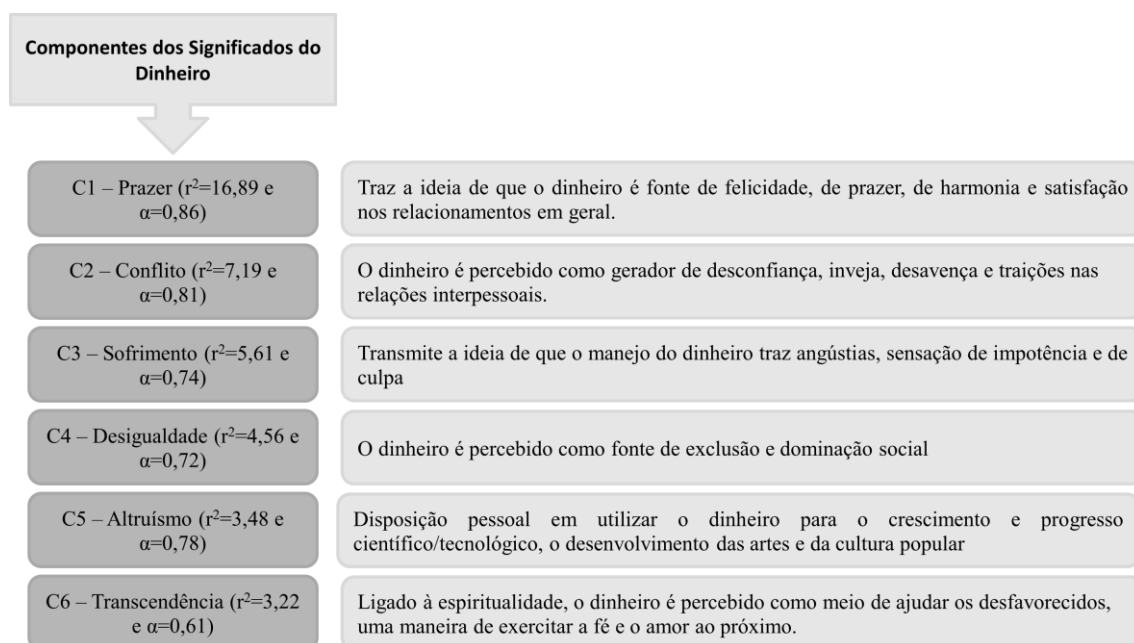 Componentes dos Significados do
Dinheiro
C1 – Prazer (r²=16,89 e
α=0,86)
Traz a ideia de que o dinheiro é fonte de felicidade, de prazer, de harmonia e satisfação
nos relacionamentos em geral.
C2 – Conflito (r²=7,19 e
α=0,81)
O dinheiro é percebido como gerador de desconfiança, inveja, desavença e traições nas
relações interpessoais.
C3 – Sofrimento (r²=5,61 e
α=0,74)
Transmite a ideia de que o manejo do dinheiro traz angústias, sensação de impotência e de
culpa
C4 – Desigualdade (r²=4,56 e
α=0,72)
O dinheiro é percebido como fonte de exclusão e dominação social
C5 – Altruísmo (r²=3,48 e
α=0,78)
Disposição pessoal em utilizar o dinheiro para o crescimento e progresso
científico/tecnológico, o desenvolvimento das artes e da cultura popular
C6 – Transcendência (r²=3,22
e α=0,61)
Ligado à espiritualidade, o dinheiro é percebido como meio de ajudar os desfavorecidos,
uma maneira de exercitar a fé e o amor ao próximo.